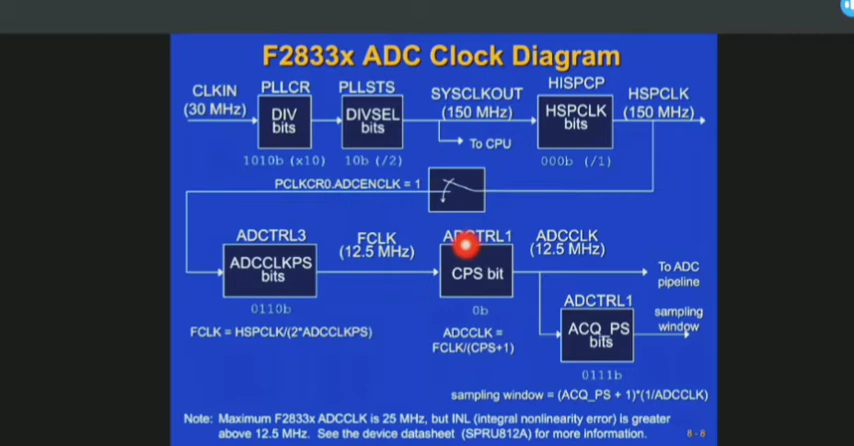 F2833x ADC Clock Diagram
CLKIN
(30 MHz)
PLLCR
DIV
bits
1010b (x10)
PLLSTS
DIVSEL
bits
10b (/2)
SYSCLKOUT
(150 MHz)
To CPU
HISPCP
HSPCLK
bits
000b (/1)
HSPCLK
(150 MHz)
PCLKCR0.ADCENCLK = 1
ADCTRL3
ADCCLKPS
bits
0110b
FCLK = HSPCLK/(2*ADCCLKPS)
FCLK
(12.5 MHz)
ADCTRL1
CPS bit
0b
ADCCLK =
FCLK/(CPS+1)
ADCCLK
(12.5 MHz)
To ADC
pipeline
ADCTRL1
ACQ_PS
bits
0111b
sampling
window
sampling window = (ACQ_PS + 1)*(1/ADCCLK)
Note: Maximum F2833x ADCCLK is 25 MHz, but INL (integral nonlinearity error) is greater
above 12.5 MHz. See the device datasheet (SPRU812A) for more information.
8 - 8